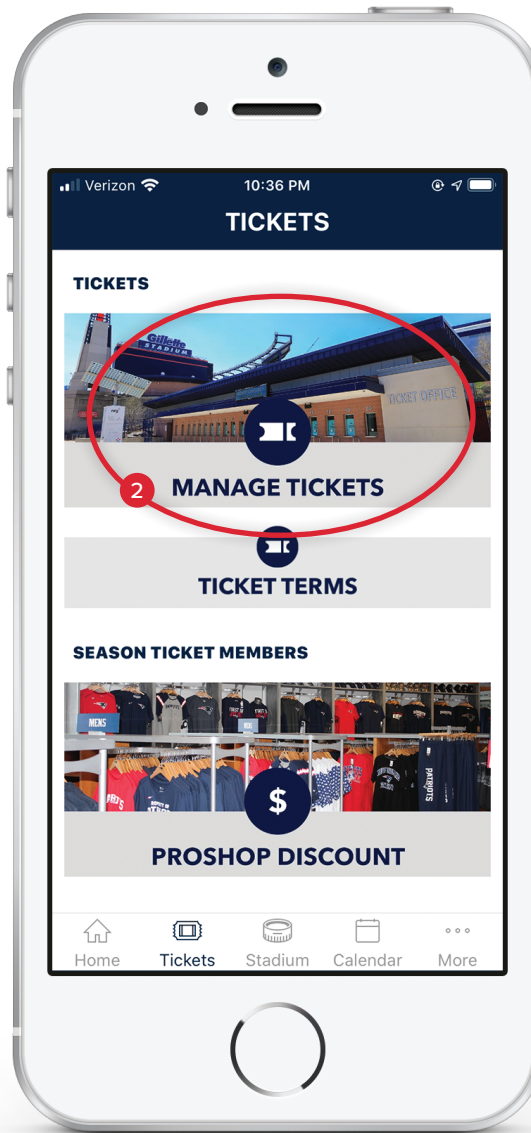 Verizon 10:36 PM
TICKETS
TICKETS
Gillette
STADIUM
TICKET OFFICE
2 MANAGE TICKETS
TICKET TERMS
SEASON TICKET MEMBERS
MENS
PATRIOTS
$
PROSHOP DISCOUNT
Home Tickets Stadium Calendar More